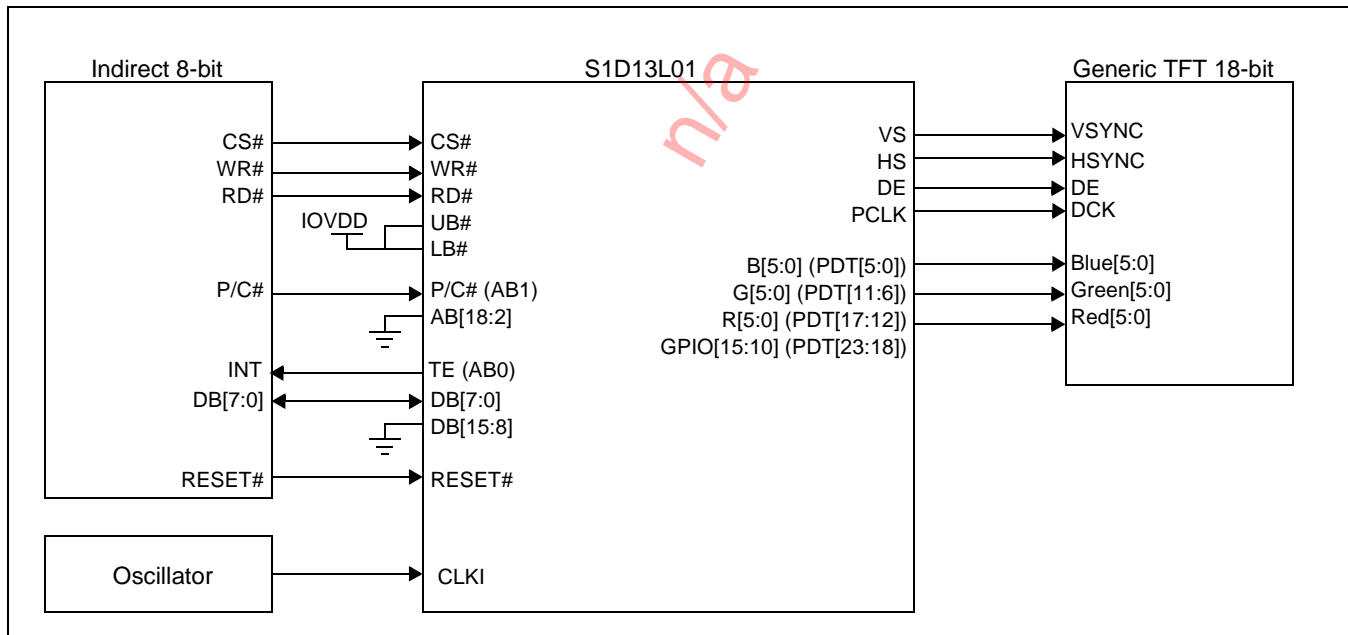 Indirect 8-bit
CS#
WR#
RD#
P/C#
INT
DB[7:0]
RESET#
Oscillator
IOVDD
S1D13L01
CS#
WR#
RD#
UB#
LB#
P/C# (AB1)
AB[18:2]
TE (AB0)
DB[7:0]
DB[15:8]
RESET#
CLKI
n/a
VS
HS
DE
PCLK
B[5:0] (PDT[5:0])
G[5:0] (PDT[11:6])
R[5:0] (PDT[17:12])
GPIO[15:10] (PDT[23:18])
Generic TFT 18-bit
VSYNC
HSYNC
DE
DCK
Blue[5:0]
Green[5:0]
Red[5:0]